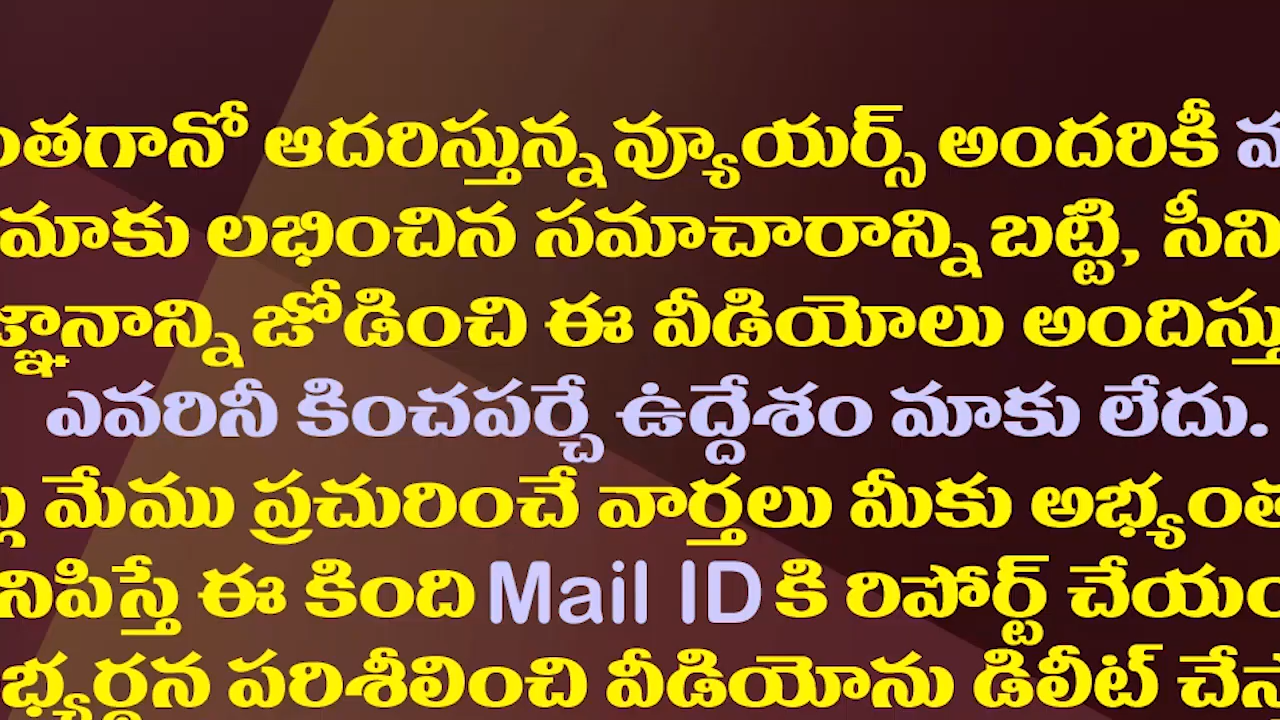 ంతగానో ఆదరిస్తున్న వ్యూయర్స్ అందరికీ
మాకు లభించిన సమాచారాన్ని బట్టి, సీని
జ్ఞానాన్ని జోడించి ఈ వీడియోలు అందిస్తు
ఎవరినీ కించపర్చే ఉద్దేశం మాకు లేదు.
మేము ప్రచురించే వార్తలు మీకు అభ్యంత
నిపిస్తే ఈ కింది Mail ID కి రిపోర్ట్ చేయం
భ్యర్థన పరిశీలించి వీడియోను డిలీట్ చేస